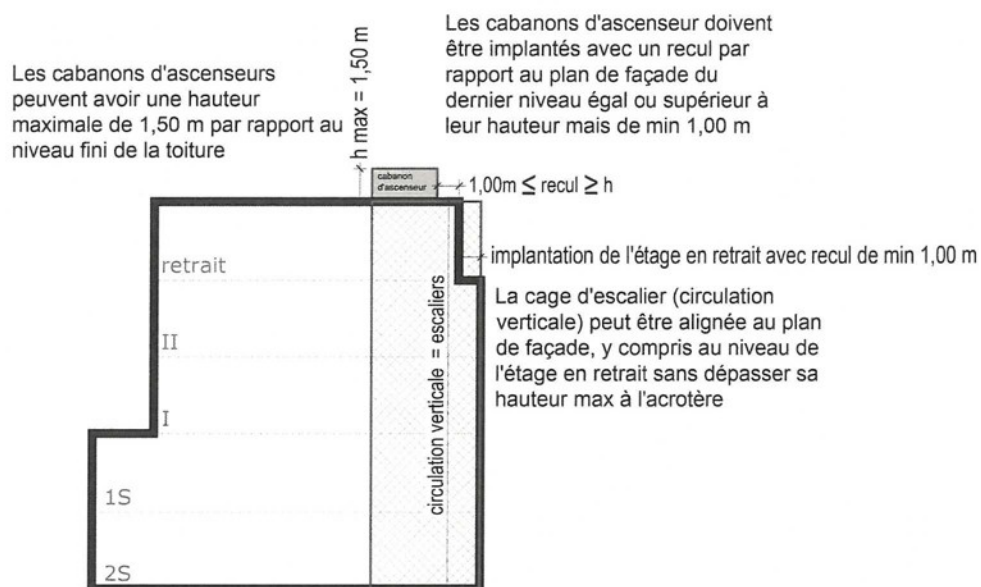 Les cabanons d'ascenseurs
peuvent avoir une hauteur
maximale de 1,50 m par rapport au
niveau fini de la toiture
h max = 1,50 m
Les cabanons d'ascenseur doivent
être implantés avec un recul par
rapport au plan de façade du
dernier niveau égal ou supérieur à
leur hauteur mais de min 1,00 m
cabanon
d'ascenseur
1,00m ≤ recul ≥ h
retrait
implantation de l'étage en retrait avec recul de min 1,00 m
La cage d'escalier (circulation
verticale) peut être alignée au plan
de façade, y compris au niveau de
l'étage en retrait sans dépasser sa
hauteur max à l'acrotère
II
I
circulation verticale = escaliers
1S
2S